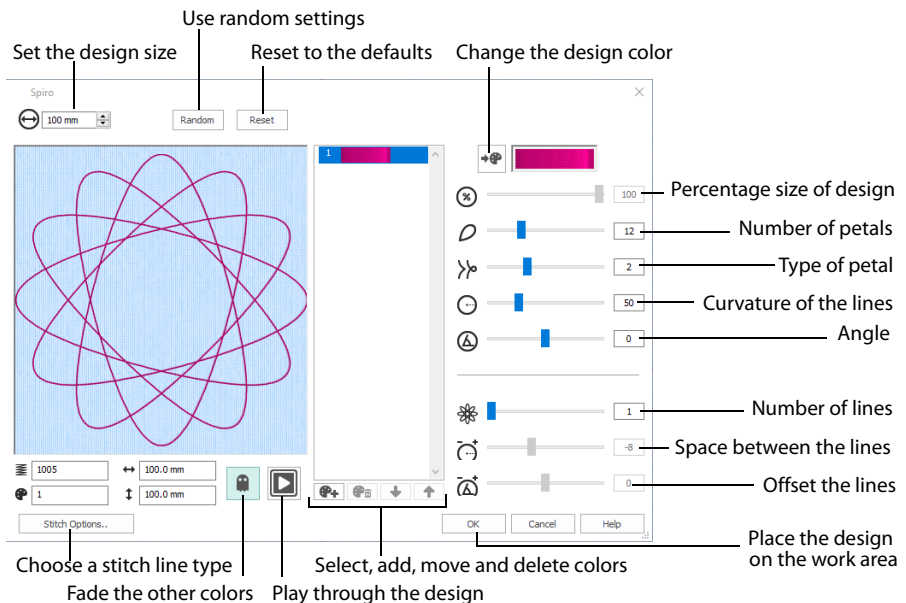 Use random settings
Set the design size
Reset to the defaults
Change the design color
Spiro
100 mm
Random
Reset
1
Percentage size of design
100
Number of petals
12
Type of petal
2
Curvature of the lines
50
Angle
0
Number of lines
1
Space between the lines
-8
Offset the lines
0
1005
100.0 mm
1
100.0 mm
Stitch Options..
OK
Cancel
Help
Place the design
on the work area
Choose a stitch line type
Select, add, move and delete colors
Fade the other colors
Play through the design